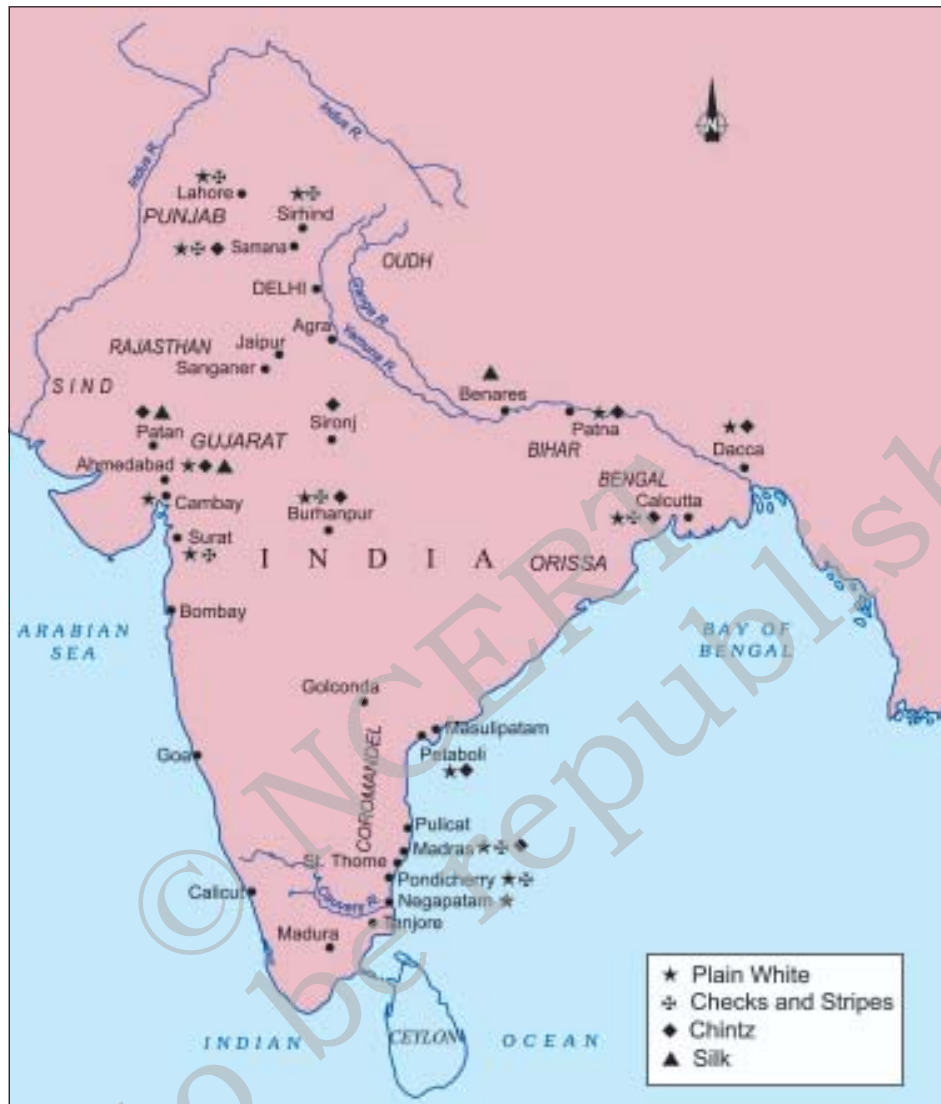 Indus R.
Indus R.
Lahore
PUNJAB
Sirhind
Samana
OUDH
DELHI
Ganga R.
Agra
Yamuna R.
RAJASTHAN
Jaipur
Sanganer
SIND
Benares
Patan
GUJARAT
Sironj
Patna
BIHAR
Dacca
Ahmedabad
BENGAL
Cambay
Calcutta
Burhanpur
Surat
INDIA
ORISSA
Bombay
ARABIAN
SEA
BAY OF
BENGAL
Golconda
Masulipatam
Petaboli
Goa
COROMANDEL
Pulicat
Madras
St. Thome
Pondicherry
Calicut
Cauvery R.
Negapatam
Tanjore
Madura
INDIAN
CEYLON
OCEAN
N
Plain White
Checks and Stripes
Chintz
Silk
© NCERT
to be republish